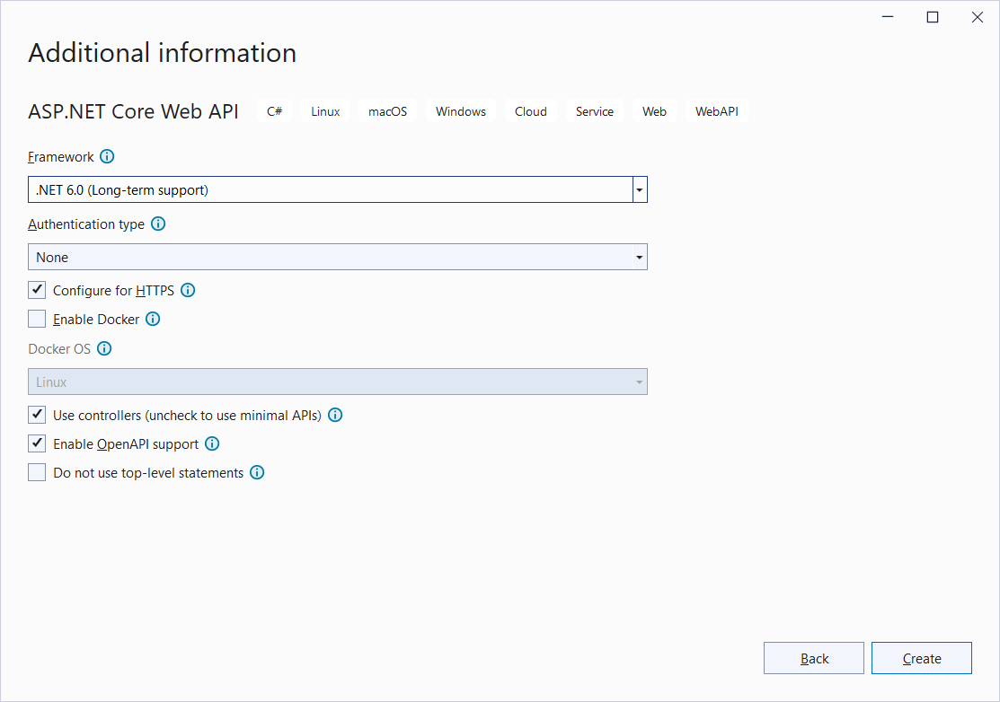 Additional information
ASP.NET Core Web API C# Linux macOS Windows Cloud Service Web WebAPI
Framework
.NET 6.0 (Long-term support)
Authentication type
None
Configure for HTTPS
Enable Docker
Docker OS
Linux
Use controllers (uncheck to use minimal APIs)
Enable OpenAPI support
Do not use top-level statements
Back Create